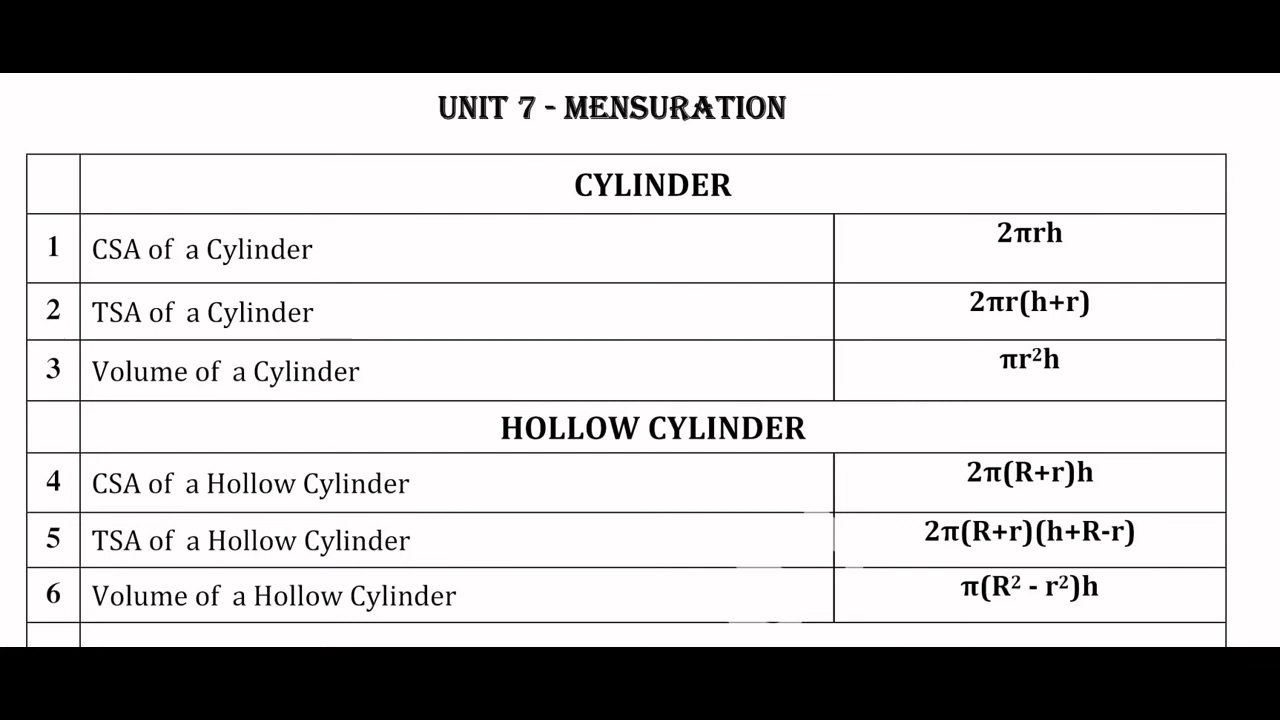 UNIT 7 - MENSURATION
CYLINDER
1 CSA of a Cylinder 2πrh
2 TSA of a Cylinder 2πr(h+r)
3 Volume of a Cylinder πr²h
HOLLOW CYLINDER
4 CSA of a Hollow Cylinder 2π(R+r)h
5 TSA of a Hollow Cylinder 2π(R+r)(h+R-r)
6 Volume of a Hollow Cylinder π(R² - r²)h